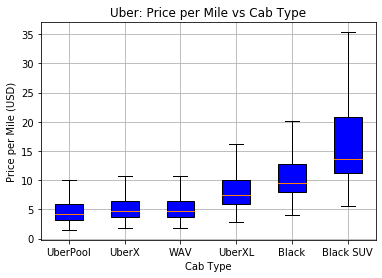 Uber: Price per Mile vs Cab Type
Price per Mile (USD)
35
30
25
20
15
10
5
0
UberPool UberX WAV UberXL Black Black SUV
Cab Type